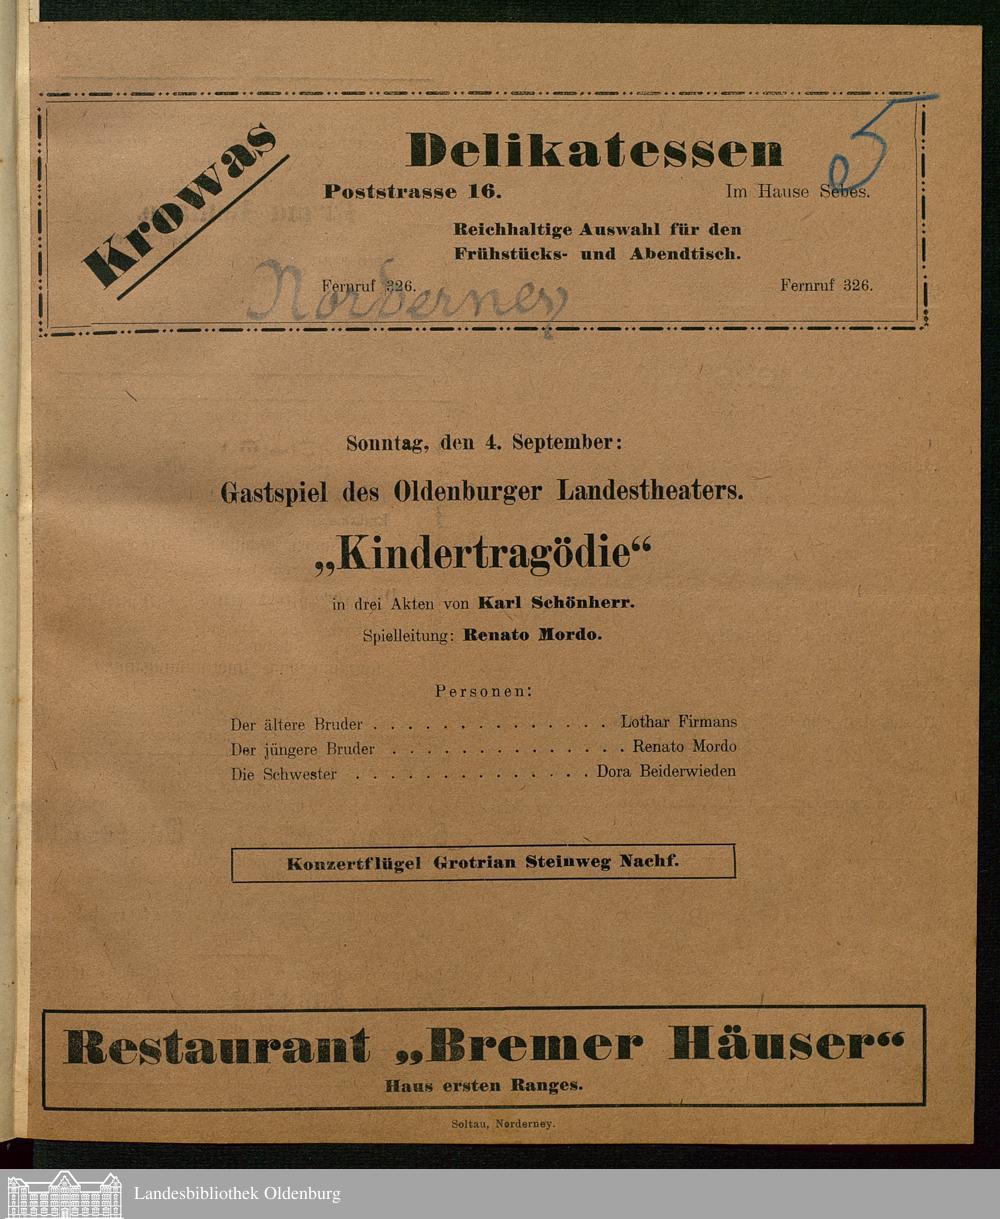 Krowas
Delikatessen
Poststrasse 16. Im Hause Sebes.
Reichhaltige Auswahl für den
Frühstücks- und Abendtisch.
Fernruf 326. Fernruf 326.
Norderney
5
Sonntag, den 4. September:
Gastspiel des Oldenburger Landestheaters.
„Kindertragödie“
in drei Akten von Karl Schönherr.
Spielleitung: Renato Mordo.
Personen:
Der ältere Bruder . . . . . . . . . . . . . . Lothar Firmans
Der jüngere Bruder . . . . . . . . . . . . . . Renato Mordo
Die Schwester . . . . . . . . . . . . . . Dora Beiderwieden
Konzertflügel Grotrian Steinweg Nachf.
Restaurant „Bremer Häuser“
Haus ersten Ranges.
Soltau, Norderney.
Landesbibliothek Oldenburg